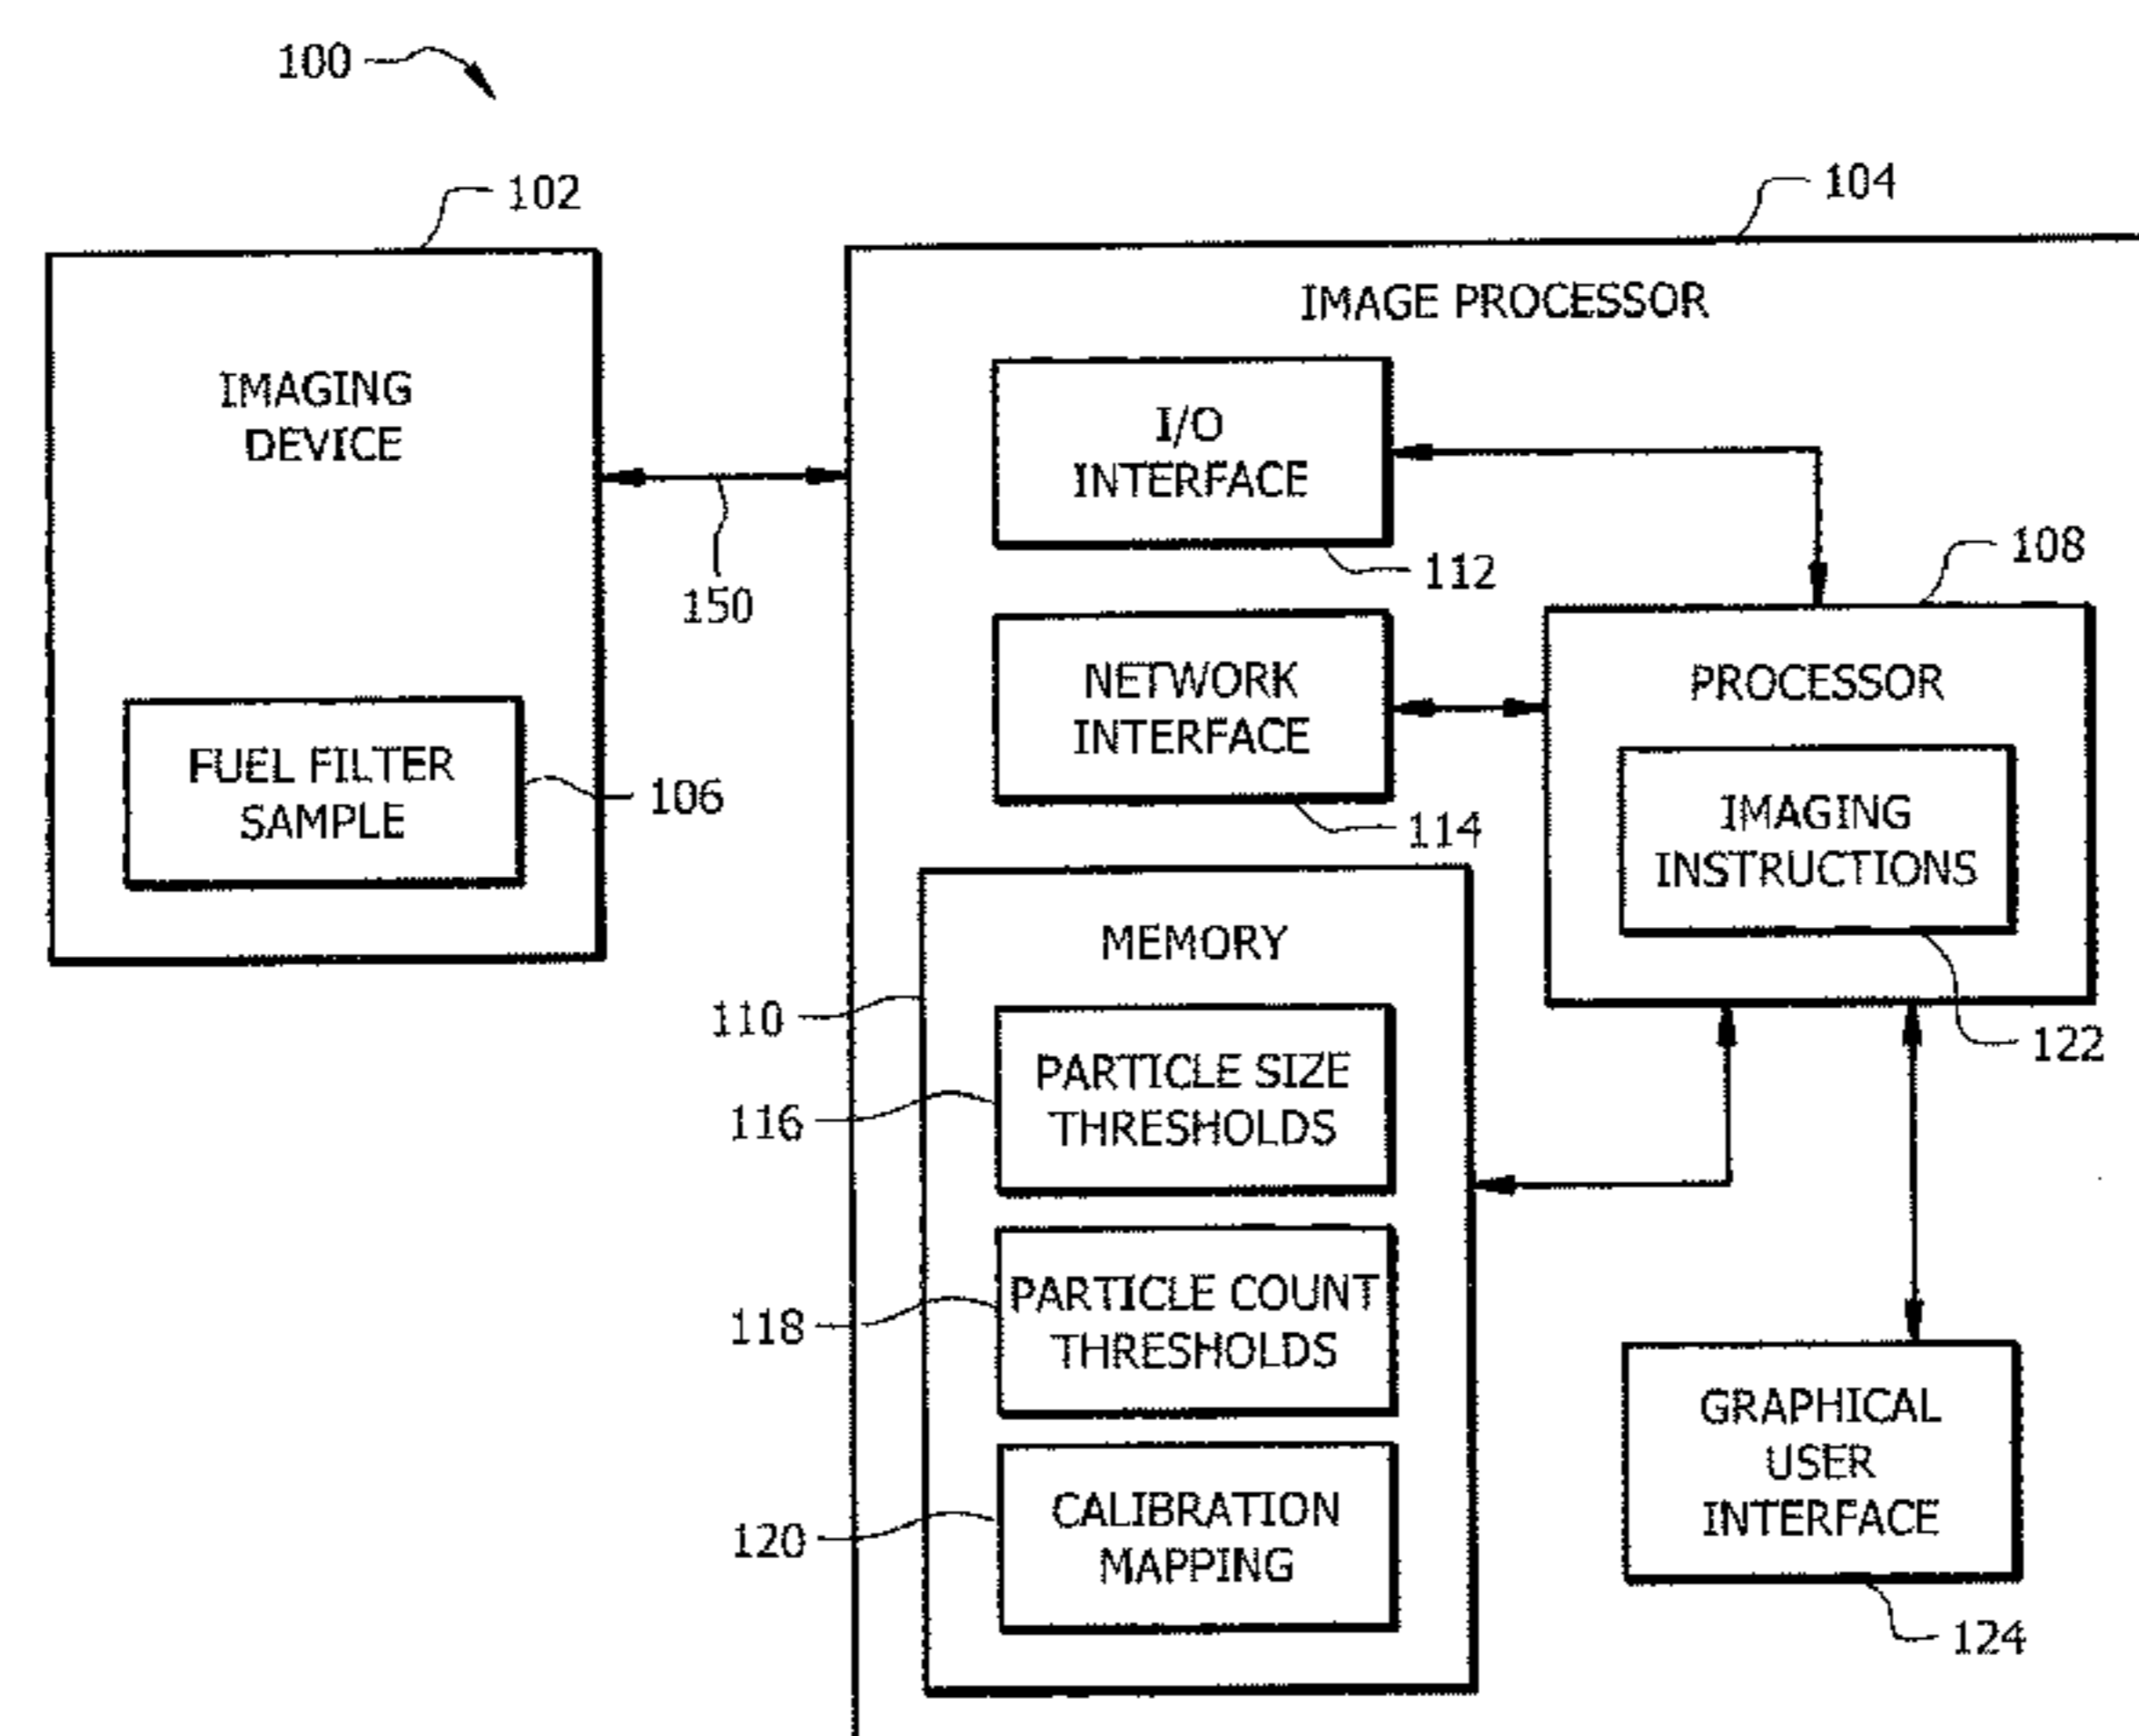 100
102
104
IMAGE PROCESSOR
IMAGING
DEVICE
I/O
INTERFACE
108
112
150
NETWORK
INTERFACE
PROCESSOR
FUEL FILTER
SAMPLE
106
114
IMAGING
INSTRUCTIONS
MEMORY
110
122
PARTICLE SIZE
THRESHOLDS
116
PARTICLE COUNT
THRESHOLDS
118
GRAPHICAL
USER
INTERFACE
CALIBRATION
MAPPING
120
124